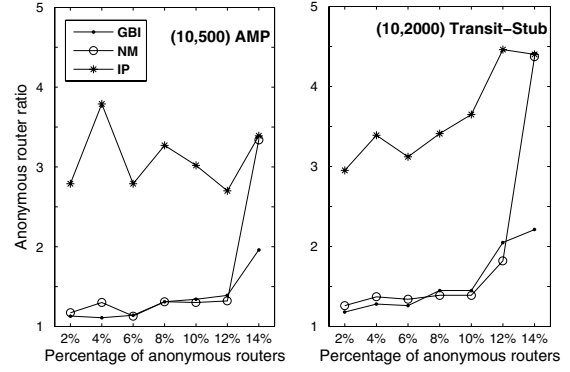 5
4
3
2
1
Anonymous router ratio
GBI
NM
IP
(10,500) AMP
2% 4% 6% 8% 10% 12% 14%
Percentage of anonymous routers
5
4
3
2
1
(10,2000) Transit-Stub
2% 4% 6% 8% 10% 12% 14%
Percentage of anonymous routers